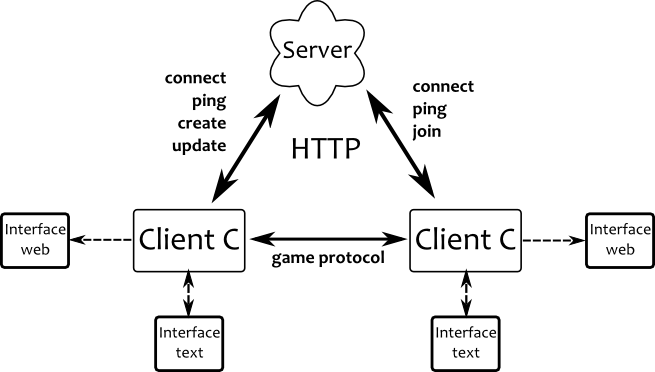 Server
connect
ping
create
update
connect
ping
join
HTTP
Interface
web
Client C
game protocol
Client C
Interface
web
Interface
text
Interface
text